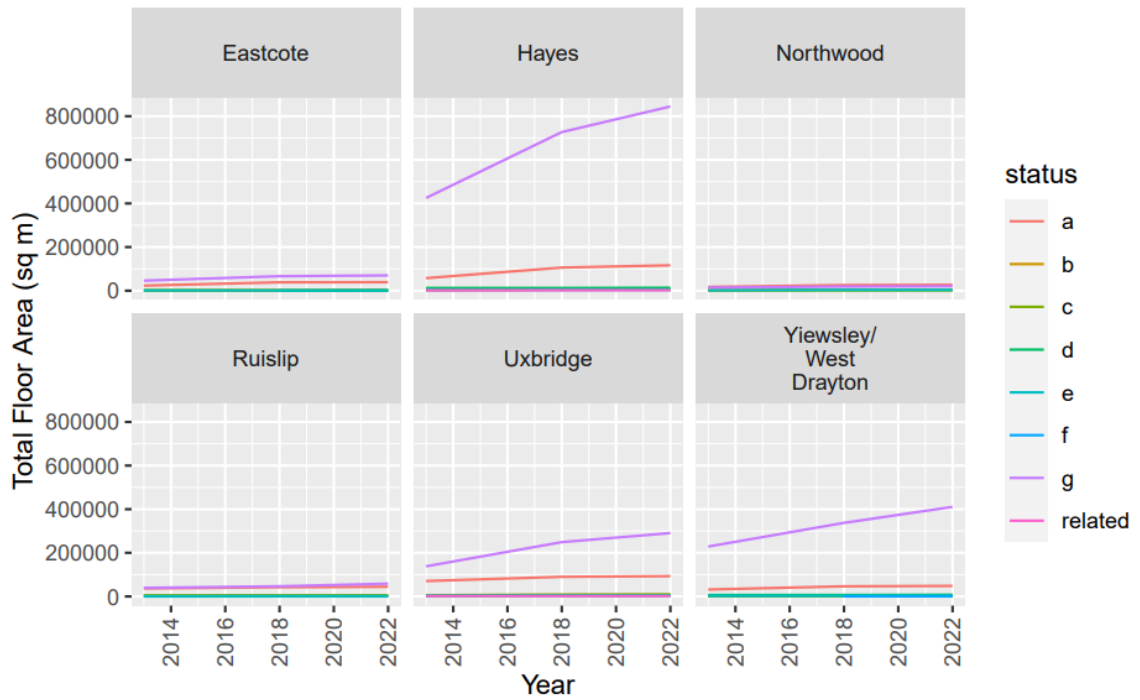 Eastcote
Hayes
Northwood
800000
600000
400000
200000
0
Ruislip
Uxbridge
Yiewsley/
West
Drayton
800000
600000
400000
200000
0
2014
2016
2018
2020
2022
2014
2016
2018
2020
2022
2014
2016
2018
2020
2022
Year
Total Floor Area (sq m)
status
a
b
c
d
e
f
g
related